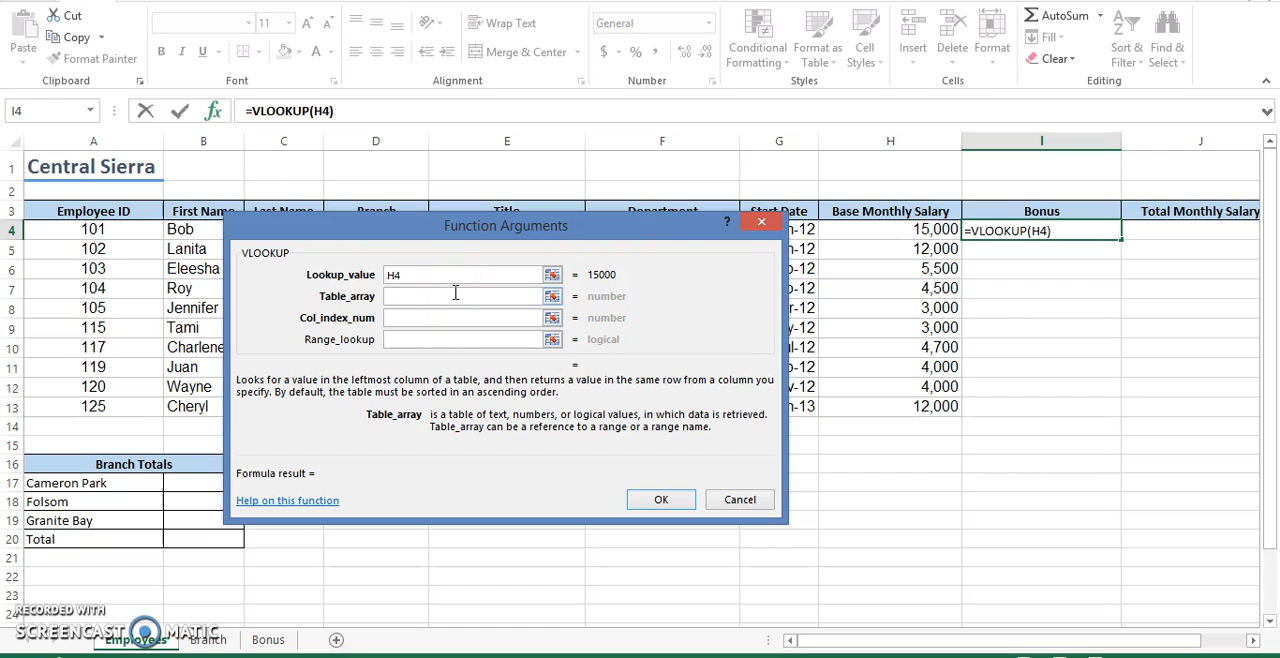 Cut
Copy
Format Painter
Paste
Clipboard
11
B I U
Font
Wrap Text
Merge & Center
Alignment
General
$ % ,
Number
Conditional Formatting
Format as Table
Cell Styles
Styles
Insert
Delete
Format
Cells
AutoSum
Fill
Clear
Sort & Filter
Find & Select
Editing
I4
fx
=VLOOKUP(H4)
A B C D E F G H I J
1 Central Sierra
2
3 Employee ID First Name Last Name Branch Title Department Start Date Base Monthly Salary Bonus Total Monthly Salary
4 101 Bob n-12 15,000 =VLOOKUP(H4)
5 102 Lanita 12,000
6 103 Eleesha 5,500
7 104 Roy 4,500
8 105 Jennifer 3,000
9 115 Tami 3,000
10 117 Charlene 4,700
11 119 Juan 4,000
12 120 Wayne 4,000
13 125 Cheryl 12,000
14
15
16 Branch Totals
17 Cameron Park
18 Folsom
19 Granite Bay
20 Total
21
22
23
24
Function Arguments
?
VLOOKUP
Lookup_value H4 = 15000
Table_array = number
Col_index_num = number
Range_lookup = logical
=
Looks for a value in the leftmost column of a table, and then returns a value in the same row from a column you
specify. By default, the table must be sorted in an ascending order.
Table_array is a table of text, numbers, or logical values, in which data is retrieved.
Table_array can be a reference to a range or a range name.
Formula result =
Help on this function
OK
Cancel
RECORDED WITH
SCREENCAST MATIC
Employees
Branch
Bonus